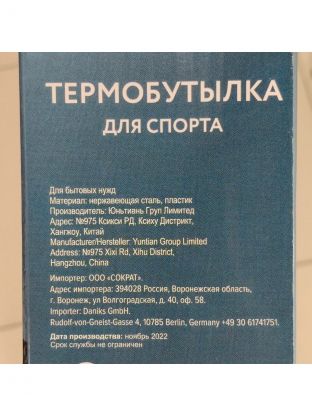 ТЕРМОБУТЫЛКА
ДЛЯ СПОРТА
Для бытовых нужд
Материал: нержавеющая сталь, пластик
Производитель: Юньтиань Груп Лимитед
Адрес: №975 Ксикси РД, Ксиху Дистрикт,
Хангжоу, Китай
Manufacturer/Hersteller: Yuntian Group Limited
Address: №975 Xixi Rd, Xihu District,
Hangzhou, China
Импортер: ООО «СОКРАТ».
Адрес импортера: 394028 Россия, Воронежская область,
г. Воронеж, ул Волгоградская, д. 40, оф. 58.
Importer: Daniks GmbH.
Rudolf-von-Gneist-Gasse 4, 10785 Berlin, Germany +49 30 61741751.
Дата производства: ноябрь 2022
Срок службы не ограничен